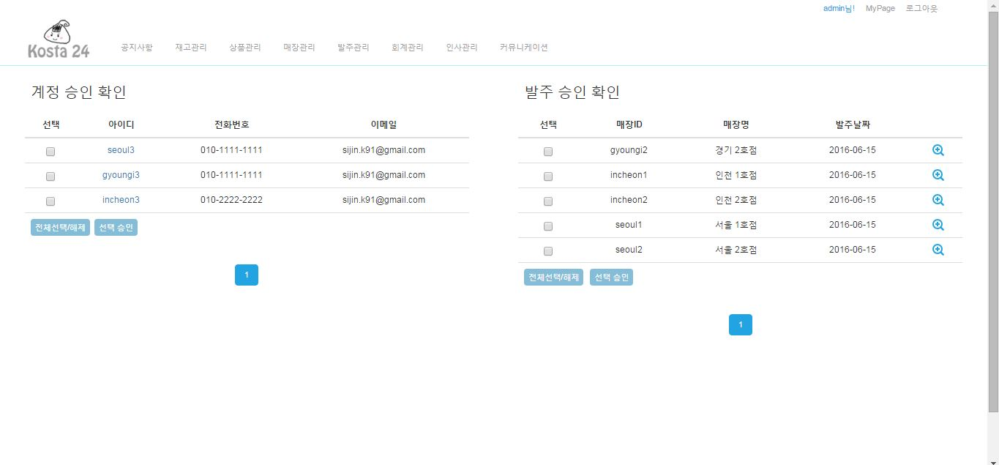 admin님! MyPage 로그아웃
Kosta 24
공지사항 재고관리 상품관리 매장관리 발주관리 회계관리 인사관리 커뮤니케이션
계정 승인 확인
선택 아이디 전화번호 이메일
seoul3 010-1111-1111 sijin.k91@gmail.com
gyoungi3 010-1111-1111 sijin.k91@gmail.com
incheon3 010-2222-2222 sijin.k91@gmail.com
전체선택/해제 선택 승인
1
발주 승인 확인
선택 매장ID 매장명 발주날짜
gyoungi2 경기 2호점 2016-06-15
incheon1 인천 1호점 2016-06-15
incheon2 인천 2호점 2016-06-15
seoul1 서울 1호점 2016-06-15
seoul2 서울 2호점 2016-06-15
전체선택/해제 선택 승인
1